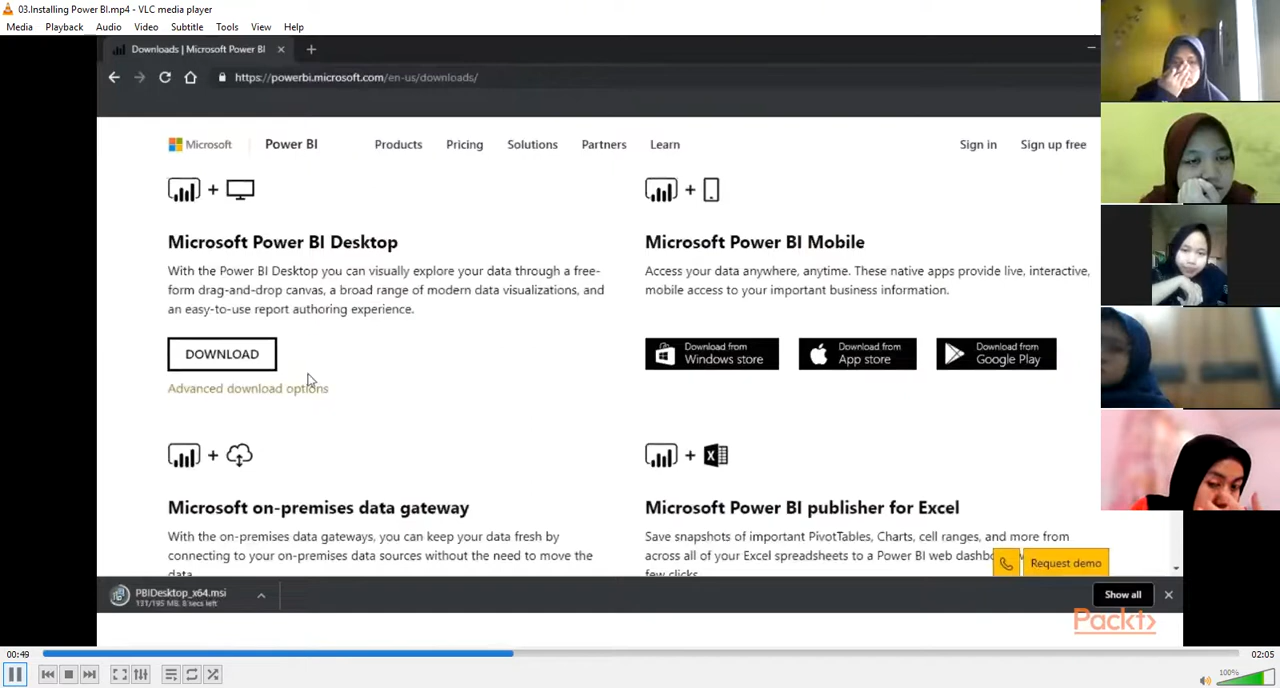 03.Installing Power BI.mp4 - VLC media player
Media Playback Audio Video Subtitle Tools View Help
Downloads | Microsoft Power BI
https://powerbi.microsoft.com/en-us/downloads/
Microsoft Power BI Products Pricing Solutions Partners Learn Sign in Sign up free
Microsoft Power BI Desktop
With the Power BI Desktop you can visually explore your data through a free-
form drag-and-drop canvas, a broad range of modern data visualizations, and
an easy-to-use report authoring experience.
DOWNLOAD
Advanced download options
Microsoft Power BI Mobile
Access your data anywhere, anytime. These native apps provide live, interactive,
mobile access to your important business information.
Download from
Windows store
Download from
App store
Download from
Google Play
Microsoft on-premises data gateway
With the on-premises data gateways, you can keep your data fresh by
connecting to your on-premises data sources without the need to move the
data.
Microsoft Power BI publisher for Excel
Save snapshots of important PivotTables, Charts, cell ranges, and more from
across all of your Excel spreadsheets to a Power BI web
few clicks.
Request demo
PBIDesktop_x64.msi
131/195 MB, 8 secs left
Show all
Packt>
00:49
02:05
100%